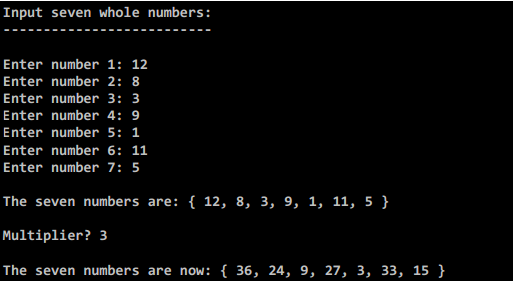 Input seven whole numbers:
--------------------------
Enter number 1: 12
Enter number 2: 8
Enter number 3: 3
Enter number 4: 9
Enter number 5: 1
Enter number 6: 11
Enter number 7: 5
The seven numbers are: { 12, 8, 3, 9, 1, 11, 5 }
Multiplier? 3
The seven numbers are now: { 36, 24, 9, 27, 3, 33, 15 }